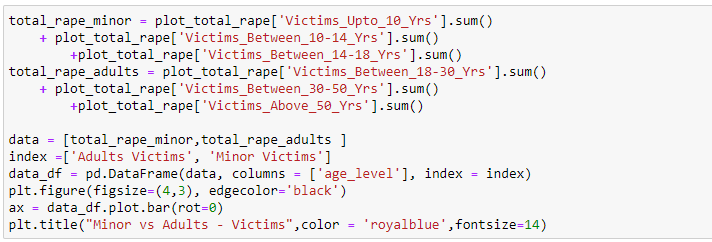 total_rape_minor = plot_total_rape['Victims_Upto_10_Yrs'].sum()
    + plot_total_rape['Victims_Between_10-14_Yrs'].sum()
        +plot_total_rape['Victims_Between_14-18_Yrs'].sum()
total_rape_adults = plot_total_rape['Victims_Between_18-30_Yrs'].sum()
    + plot_total_rape['Victims_Between_30-50_Yrs'].sum()
        +plot_total_rape['Victims_Above_50_Yrs'].sum()

data = [total_rape_minor,total_rape_adults ]
index =['Adults Victims', 'Minor Victims']
data_df = pd.DataFrame(data, columns = ['age_level'], index = index)
plt.figure(figsize=(4,3), edgecolor='black')
ax = data_df.plot.bar(rot=0)
plt.title("Minor vs Adults - Victims",color = 'royalblue',fontsize=14)